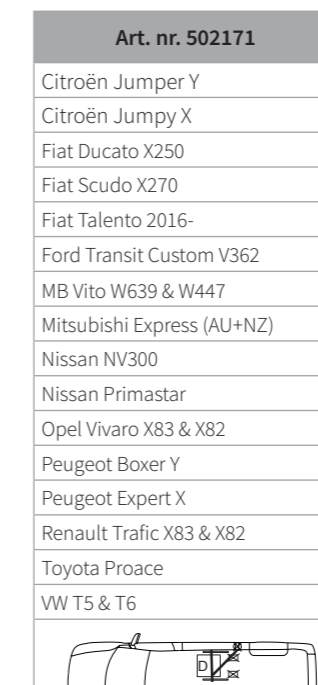 Art. nr. 502171
Citroën Jumper Y
Citroën Jumpy X
Fiat Ducato X250
Fiat Scudo X270
Fiat Talento 2016-
Ford Transit Custom V362
MB Vito W639 & W447
Mitsubishi Express (AU+NZ)
Nissan NV300
Nissan Primastar
Opel Vivaro X83 & X82
Peugeot Boxer Y
Peugeot Expert X
Renault Trafic X83 & X82
Toyota Proace
VW T5 & T6
D